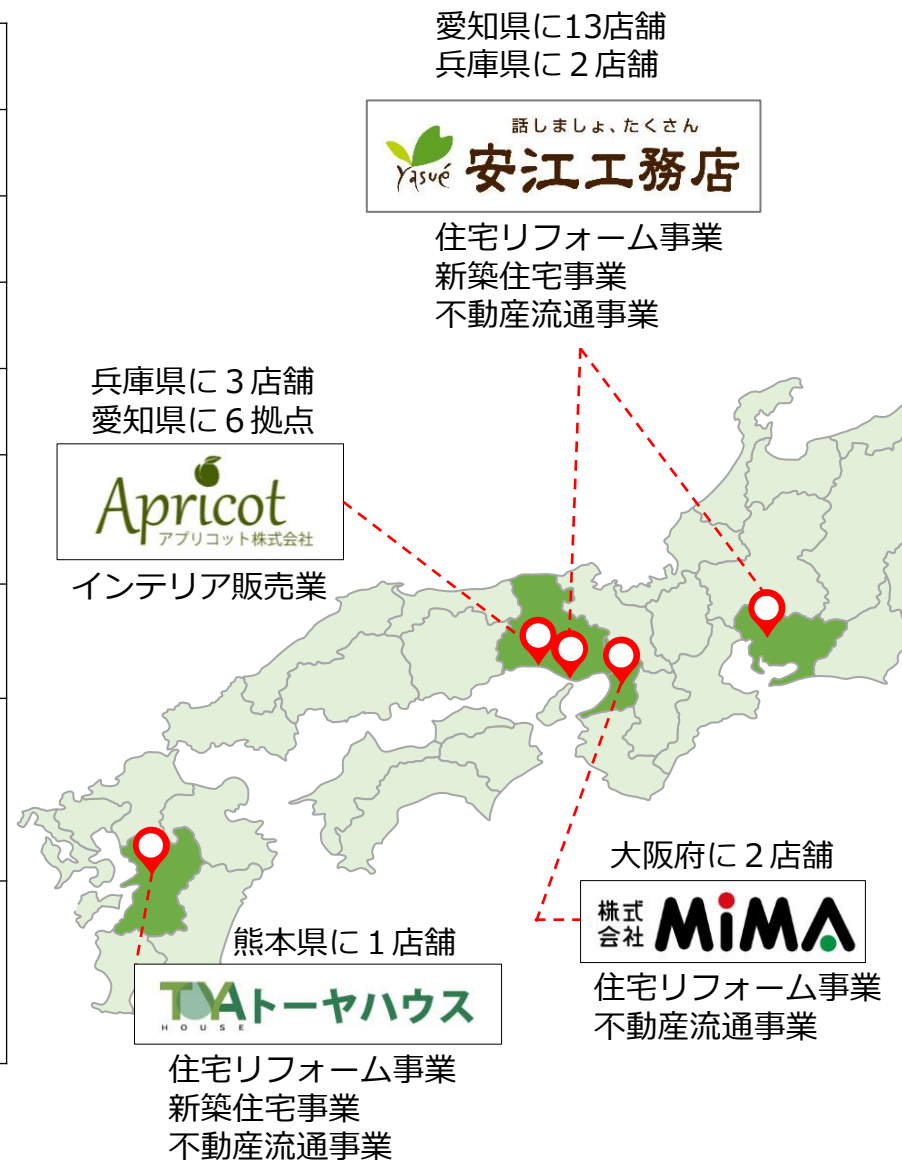 愛知県に13店舗
兵庫県に２店舗
話しましょ、たくさん
Yasué 安江工務店
住宅リフォーム事業
新築住宅事業
不動産流通事業
兵庫県に３店舗
愛知県に６拠点
Apricot
アプリコット株式会社
インテリア販売業
大阪府に２店舗
株式会社 MiMA
住宅リフォーム事業
不動産流通事業
熊本県に１店舗
TOYAトーヤハウス
HOUSE
住宅リフォーム事業
新築住宅事業
不動産流通事業